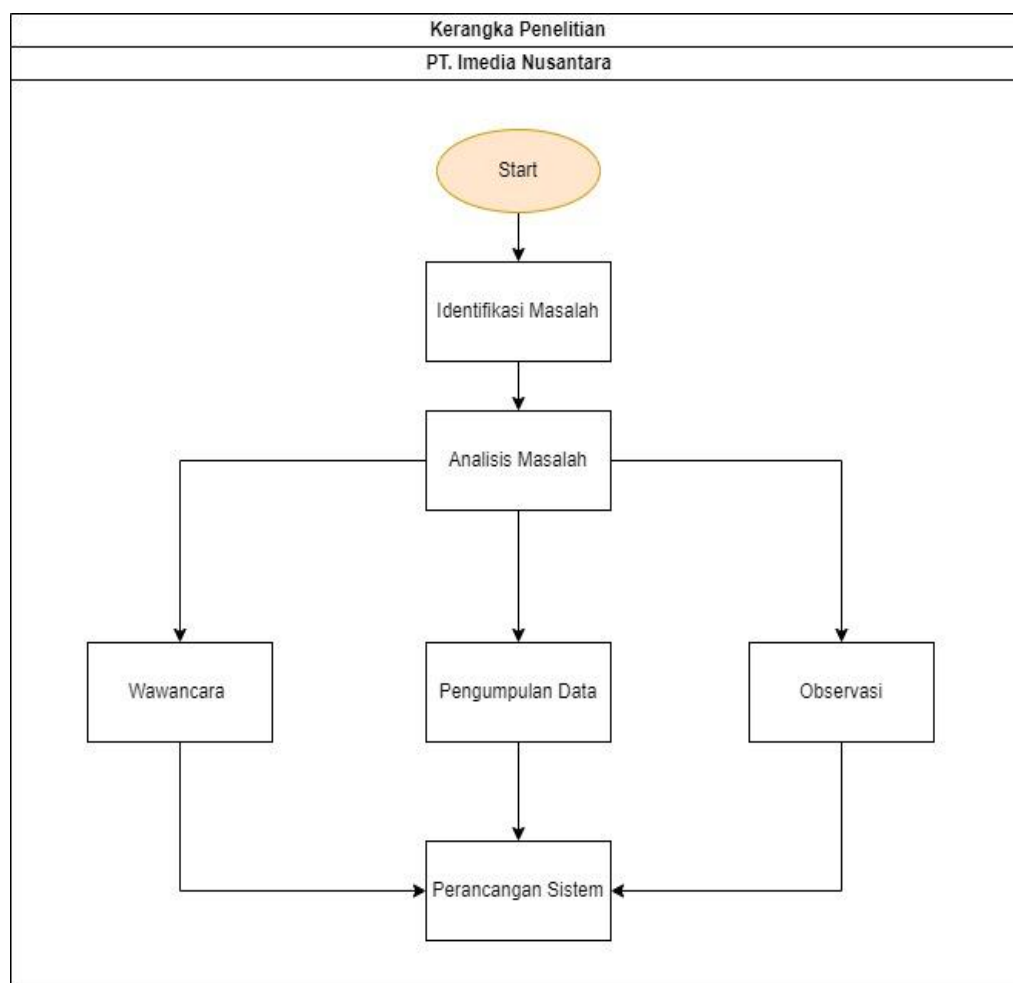 Kerangka Penelitian
PT. Imedia Nusantara
Start
Identifikasi Masalah
Analisis Masalah
Wawancara
Pengumpulan Data
Observasi
Perancangan Sistem